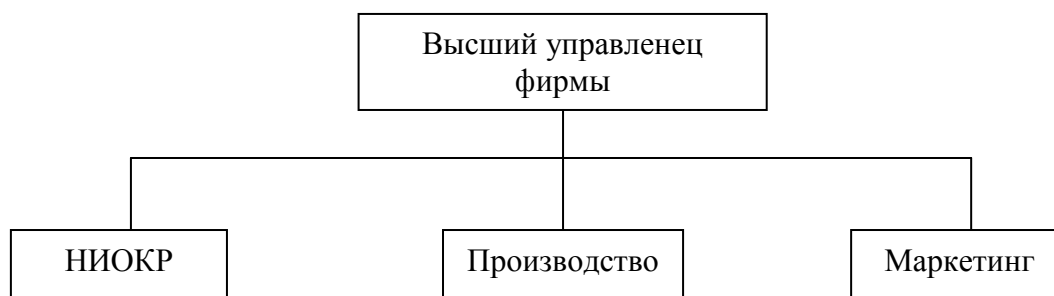 Высший управленец
фирмы
НИОКР
Производство
Маркетинг